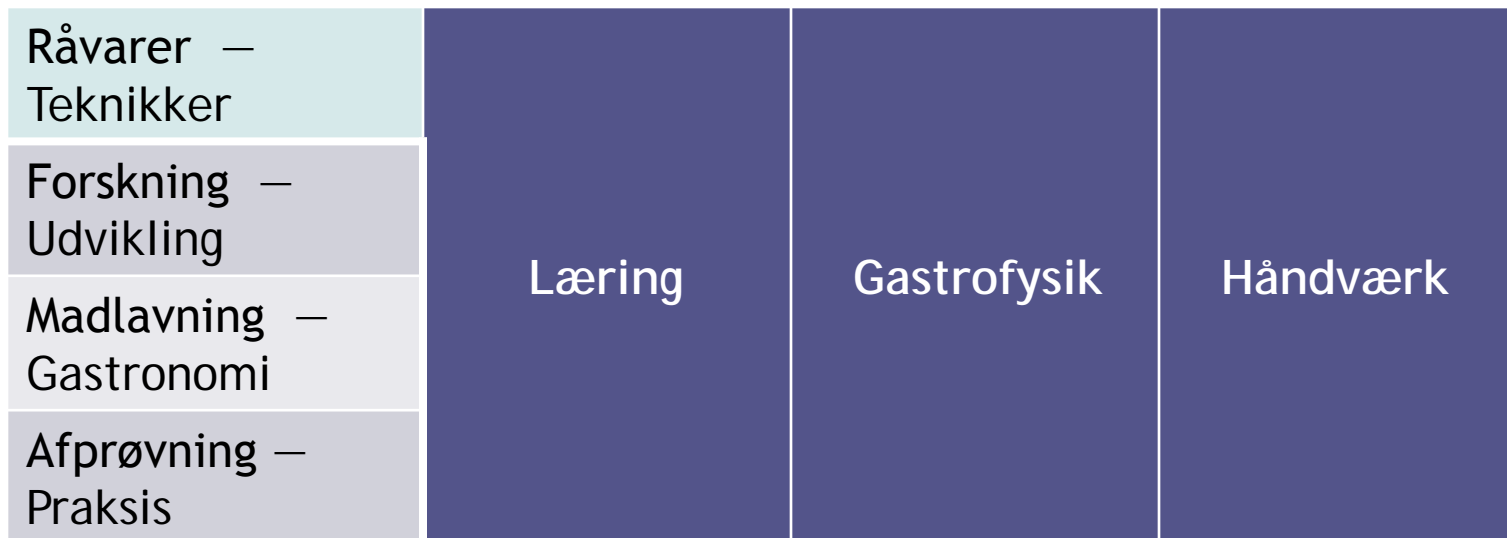 Råvarer —
Teknikker
Forskning —
Udvikling
Madlavning —
Gastronomi
Afprøvning —
Praksis
Læring
Gastrofysik
Håndværk